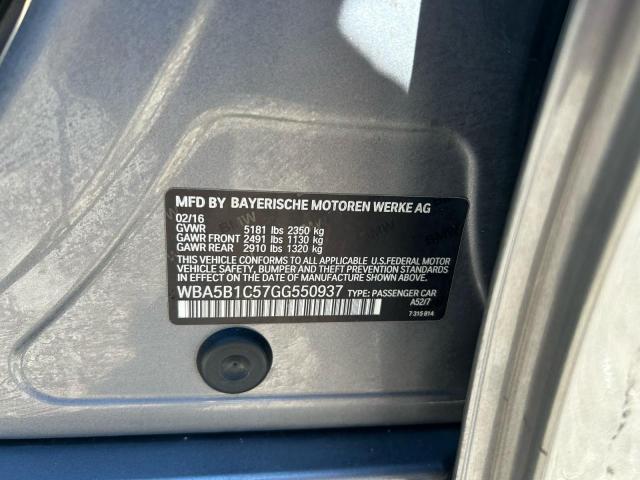 MFD BY BAYERISCHE MOTOREN WERKE AG
02/16
GVWR 5181 lbs 2350 kg
GAWR FRONT 2491 lbs 1130 kg
GAWR REAR 2910 lbs 1320 kg
THIS VEHICLE CONFORMS TO ALL APPLICABLE U.S.FEDERAL MOTOR
VEHICLE SAFETY, BUMPER, AND THEFT PREVENTION STANDARDS
IN EFFECT ON THE DATE OF MANUFACTURE SHOWN ABOVE.
WBA5B1C57GG550937 TYPE: PASSENGER CAR
A52/7
7 315 814